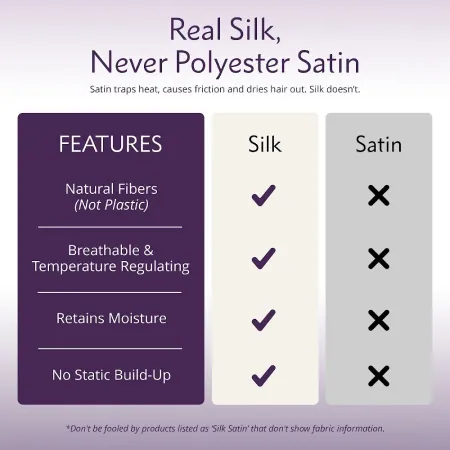 Real Silk,
Never Polyester Satin
Satin traps heat, causes friction and dries hair out. Silk doesn't.
FEATURES
Silk
Satin
Natural Fibers
(Not Plastic)
Breathable &
Temperature Regulating
Retains Moisture
No Static Build-Up
*Don't be fooled by products listed as 'Silk Satin' that don't show fabric information.